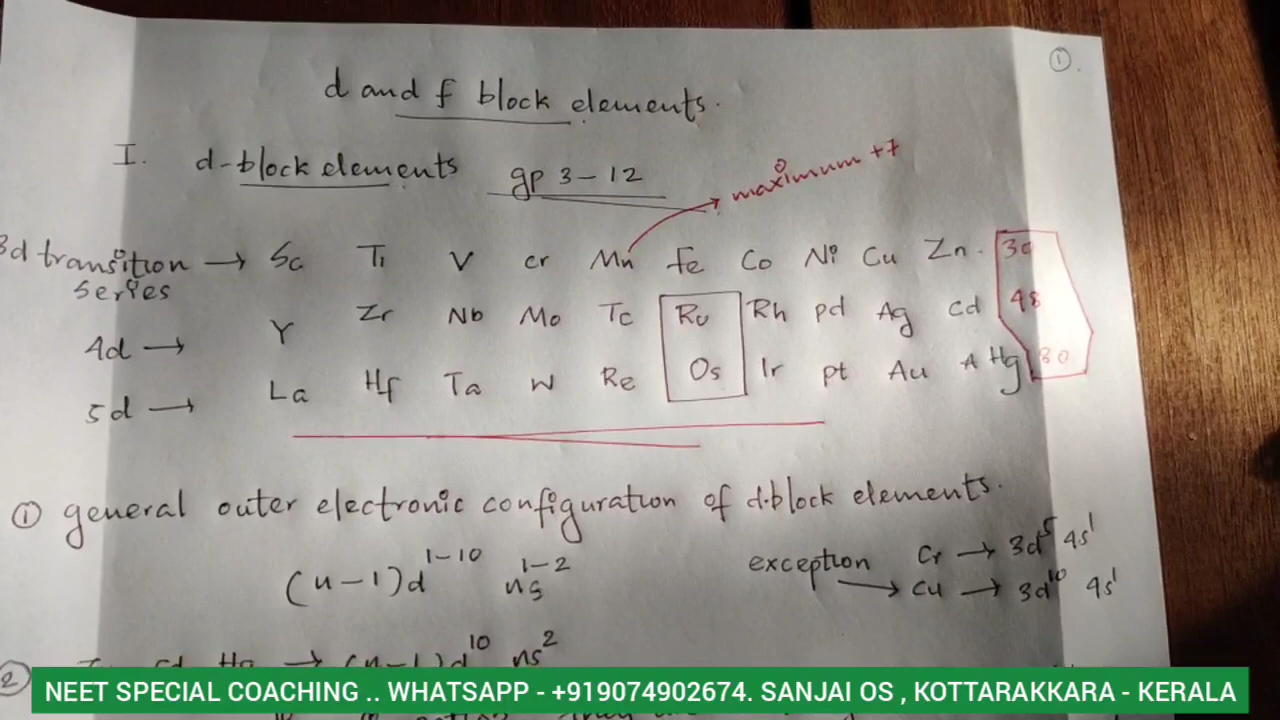 ①.
d and f block elements.
I. d-block elements gp 3-12
maximum +7
3d transition series → Sc Ti V cr Mn Fe Co Ni Cu Zn. 30
4d → Y Zr Nb Mo Tc Ru Rh pd Ag Cd 48
5d → La Hf Ta W Re Os Ir pt Au A Hg 80
① general outer electronic configuration of d-block elements.
(n-1)d¹⁻¹⁰ ns¹⁻²
exception Cr → 3d⁵ 4s¹
→ Cu → 3d¹⁰ 4s¹
② Cd Hg → (n-1)d¹⁰ ns²
NEET SPECIAL COACHING .. WHATSAPP - +919074902674. SANJAI OS , KOTTARAKKARA - KERALA